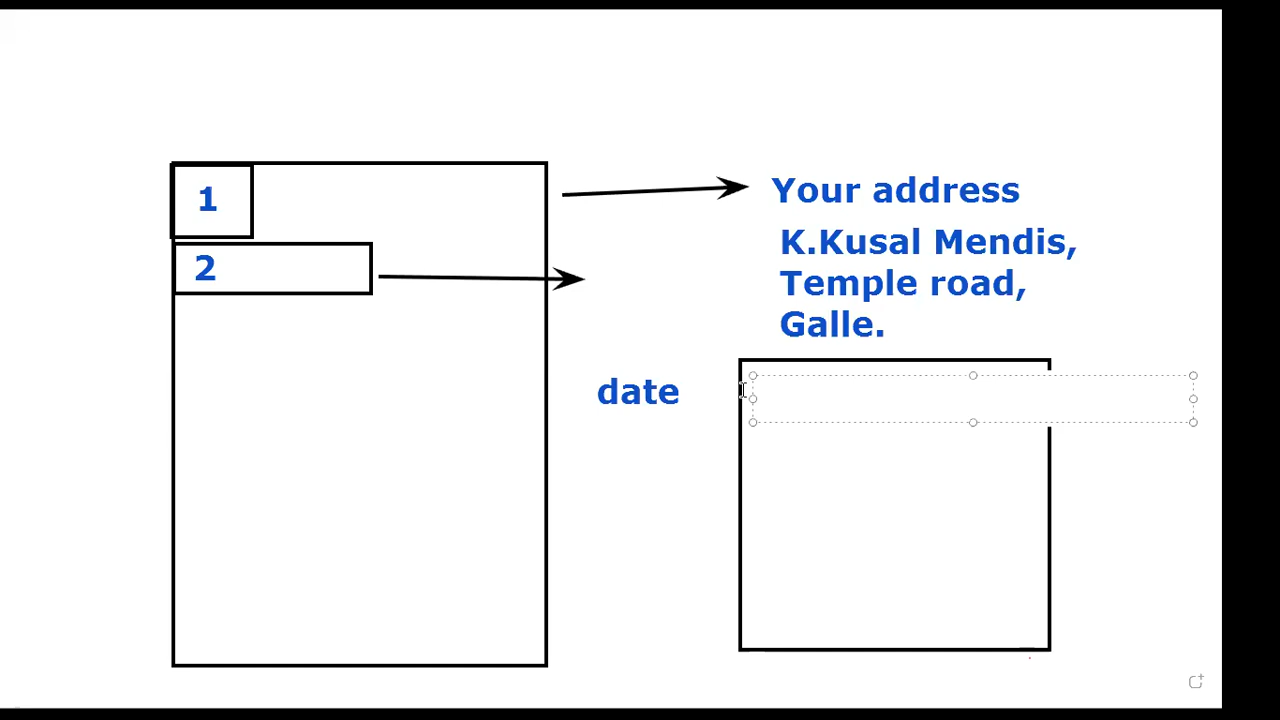 1
2
Your address
K.Kusal Mendis,
Temple road,
Galle.
date